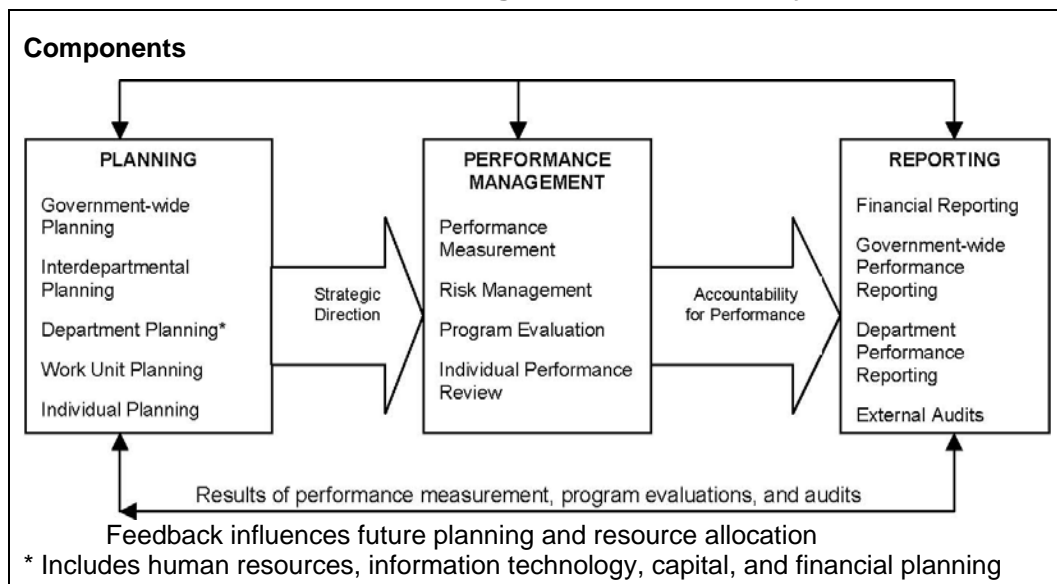 Components
PLANNING
Government-wide
Planning
Interdepartmental
Planning
Department Planning*
Work Unit Planning
Individual Planning
Strategic
Direction
PERFORMANCE
MANAGEMENT
Performance
Measurement
Risk Management
Program Evaluation
Individual Performance
Review
Accountability
for Performance
REPORTING
Financial Reporting
Government-wide
Performance
Reporting
Department
Performance
Reporting
External Audits
Results of performance measurement, program evaluations, and audits
Feedback influences future planning and resource allocation
* Includes human resources, information technology, capital, and financial planning